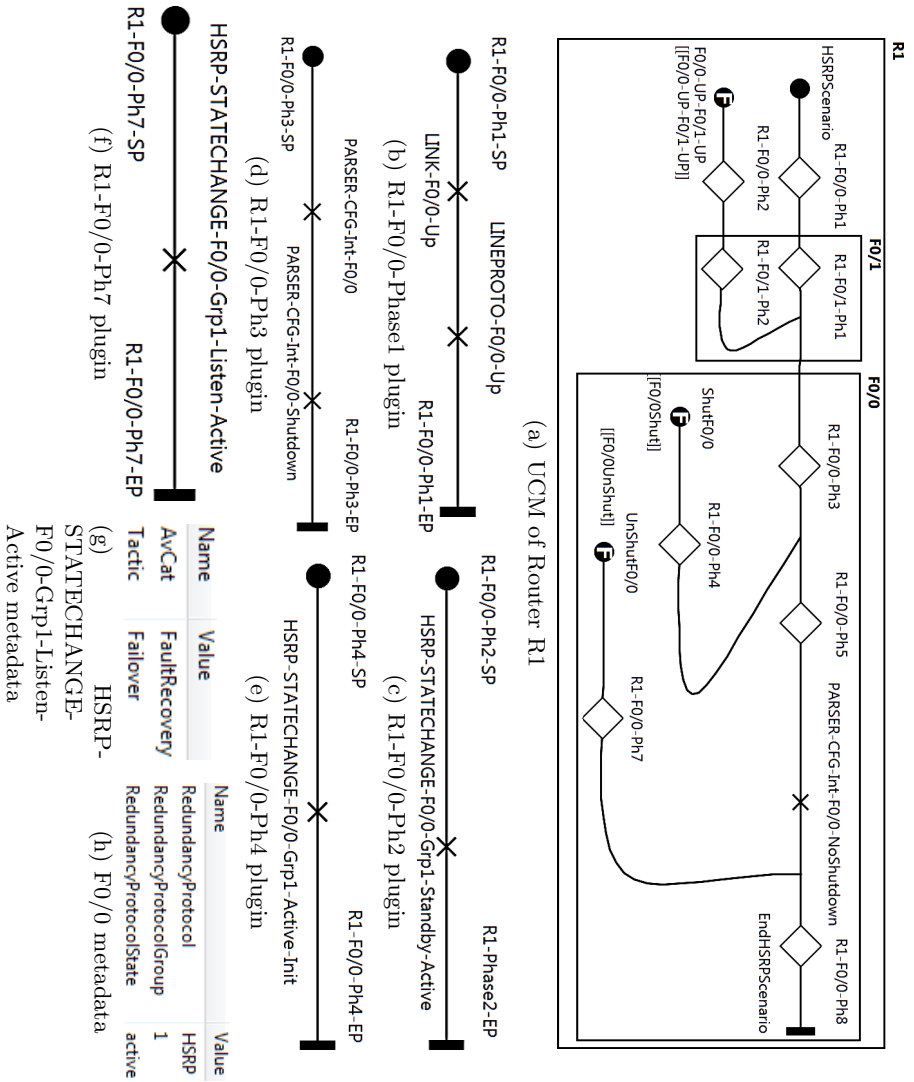 R1
F0/1
F0/0
HSRPScenario
R1-F0/0-Ph1
R1-F0/1-Ph1
R1-F0/0-Ph3
R1-F0/0-Ph5
PARSER-CFG-Int-F0/0-NoShutdown
R1-F0/0-Ph8
EndHSRPScenario
F
R1-F0/0-Ph2
R1-F0/1-Ph2
F0/0-UP-F0/1-UP
[[F0/0-UP-F0/1-UP]]
ShutF0/0
F
[[F0/0Shut]]
R1-F0/0-Ph4
UnShutF0/0
F
[[F0/0UnShut]]
R1-F0/0-Ph7
(a) UCM of Router R1
R1-F0/0-Ph1-SP
LINK-F0/0-Up
LINEPROTO-F0/0-Up
R1-F0/0-Ph1-EP
(b) R1-F0/0-Phase1 plugin
R1-F0/0-Ph2-SP
HSRP-STATECHANGE-F0/0-Grp1-Standby-Active
R1-Phase2-EP
(c) R1-F0/0-Ph2 plugin
R1-F0/0-Ph3-SP
PARSER-CFG-Int-F0/0
PARSER-CFG-Int-F0/0-Shutdown
R1-F0/0-Ph3-EP
(d) R1-F0/0-Ph3 plugin
R1-F0/0-Ph4-SP
HSRP-STATECHANGE-F0/0-Grp1-Active-Init
R1-F0/0-Ph4-EP
(e) R1-F0/0-Ph4 plugin
HSRP-STATECHANGE-F0/0-Grp1-Listen-Active
R1-F0/0-Ph7-SP
R1-F0/0-Ph7-EP
(f) R1-F0/0-Ph7 plugin
Name Value
AvCat FaultRecovery
Tactic Failover
(g) HSRP-
STATECHANGE-
F0/0-Grp1-Listen-
Active metadata
Name Value
RedundancyProtocol HSRP
RedundancyProtocolGroup 1
RedundancyProtocolState active
(h) F0/0 metadata